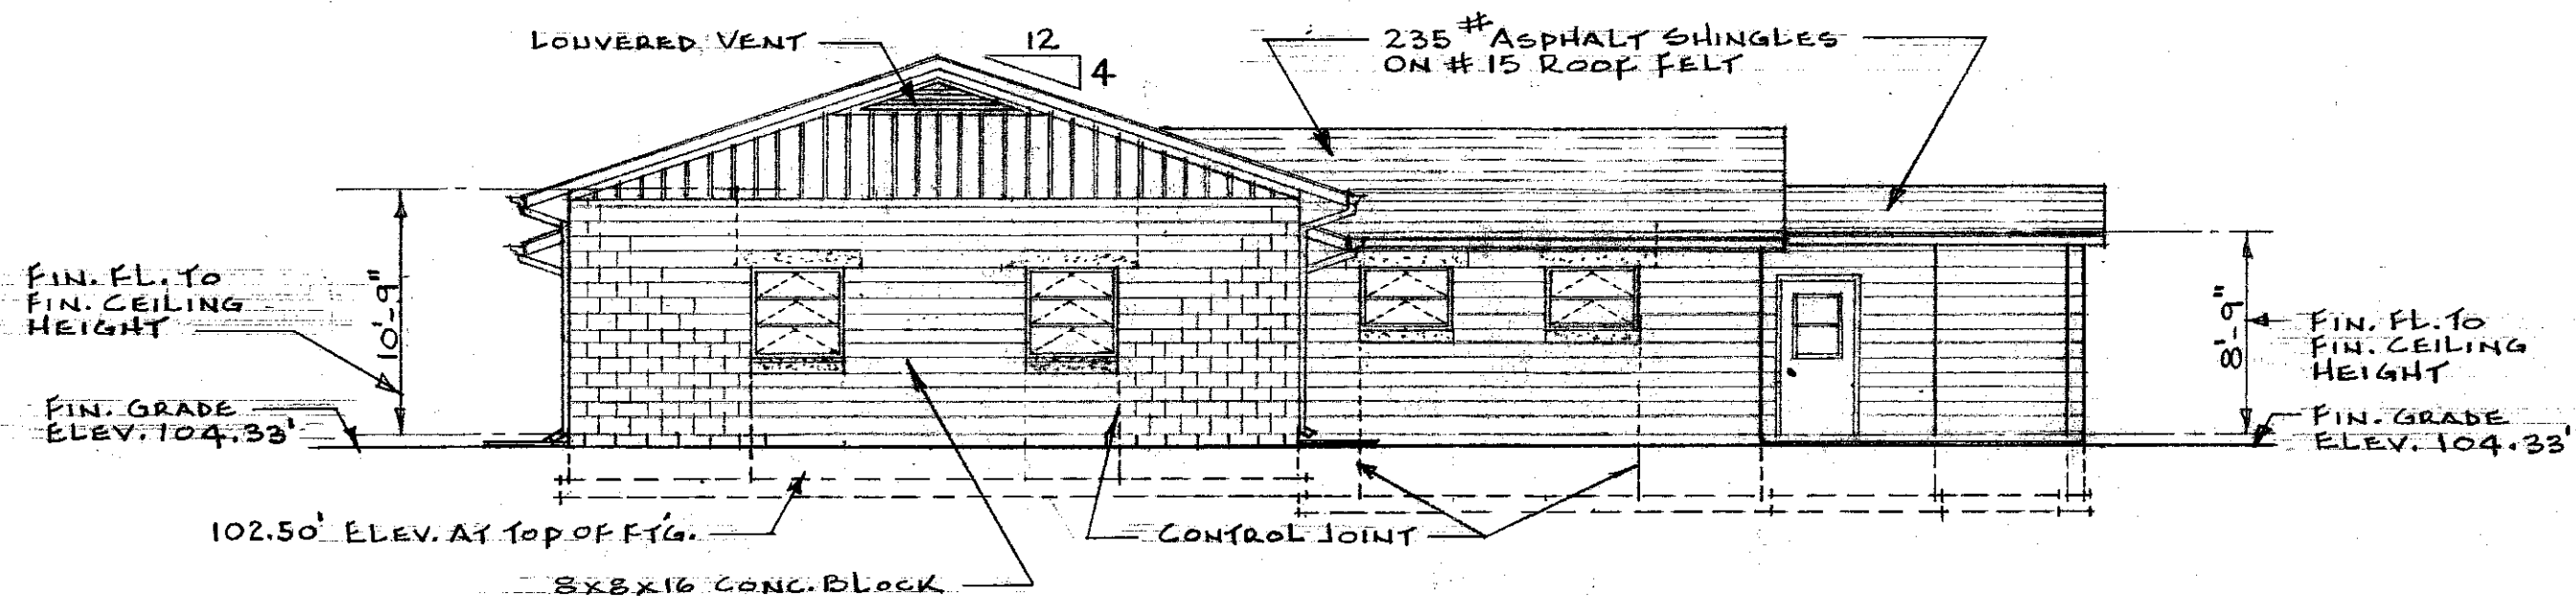 LOUVERED VENT
12
4
235 # ASPHALT SHINGLES
ON # 15 ROOF FELT
FIN. FL. TO
FIN. CEILING
HEIGHT
10'-9"
FIN. GRADE
ELEV. 104.33'
8'-9"
FIN. FL. TO
FIN. CEILING
HEIGHT
FIN. GRADE
ELEV. 104.33'
102.50' ELEV. AT TOP OF FT'G.
CONTROL JOINT
8X8X16 CONC. BLOCK